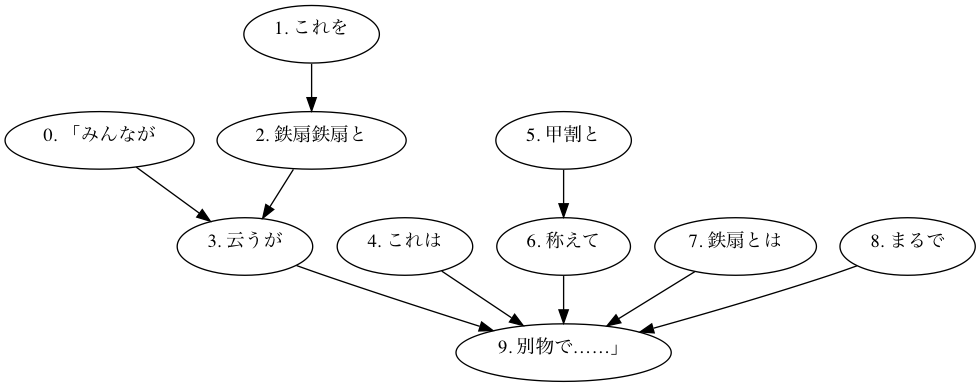 1. これを
0. 「みんなが
2. 鉄扇鉄扇と
5. 甲割と
3. 云うが
4. これは
6. 称えて
7. 鉄扇とは
8. まるで
9. 別物で……」